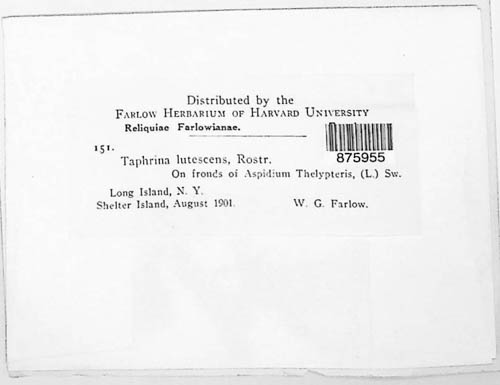 Distributed by the
FARLOW HERBARIUM OF HARVARD UNIVERSITY
Reliquiae Farlowianae.
875955
151.
Taphrina lutescens, Rostr.
On fronds of Aspidium Thelypteris, (L.) Sw.
Long Island, N. Y.
Shelter Island, August 1901. W. G. Farlow.